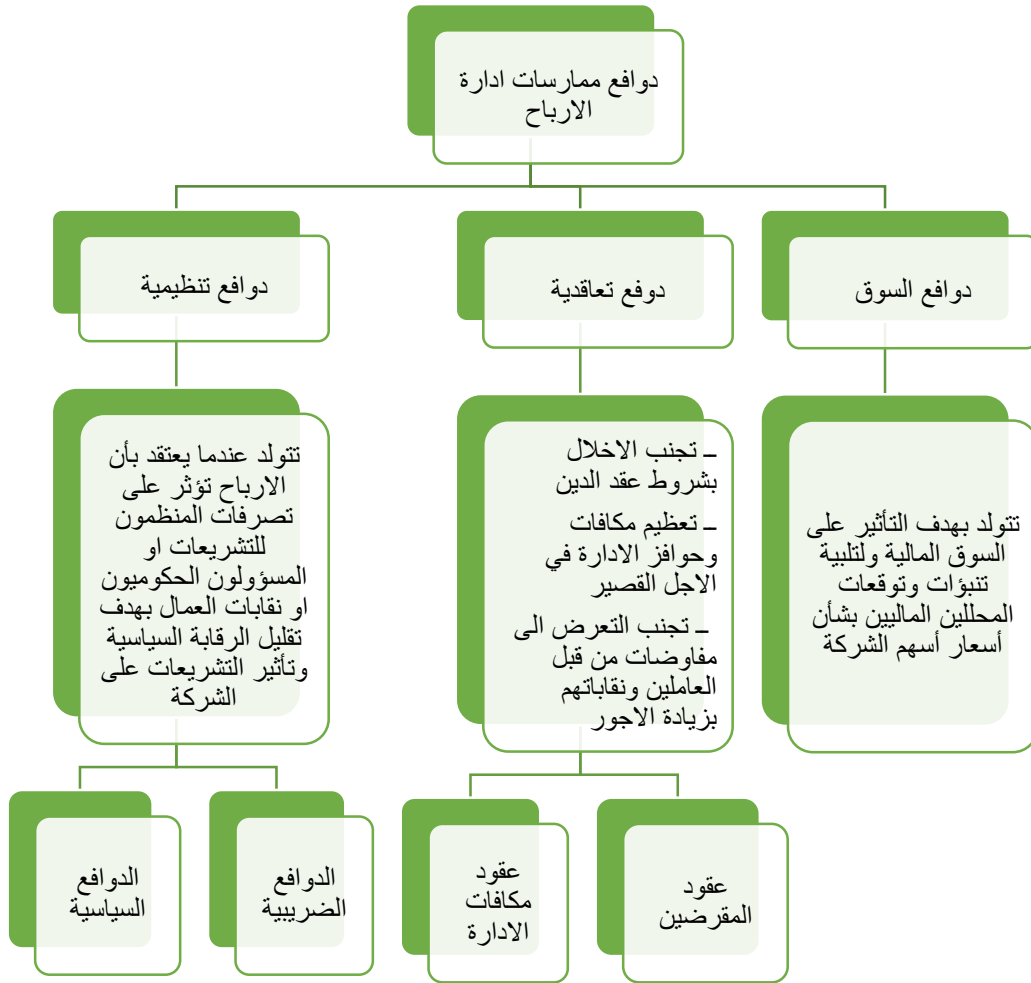 دوافع ممارسات ادارة
الارباح
دوافع السوق
دوفع تعاقدية
دوافع تنظيمية
تتولد بهدف التأثير على
السوق المالية ولتلبية
تنبؤات وتوقعات
المحللين الماليين بشأن
أسعار أسهم الشركة
ــ تجنب الاخلال
بشروط عقد الدين
ــ تعظيم مكافات
وحوافز الادارة في
الاجل القصير
ــ تجنب التعرض الى
مفاوضات من قبل
العاملين ونقاباتهم
بزيادة الاجور
تتولد عندما يعتقد بأن
الارباح تؤثر على
تصرفات المنظمون
للتشريعات او
المسؤولون الحكوميون
او نقابات العمال بهدف
تقليل الرقابة السياسية
وتأثير التشريعات على
الشركة
عقود
المقرضين
عقود
مكافات
الادارة
الدوافع
الضريبية
الدوافع
السياسية